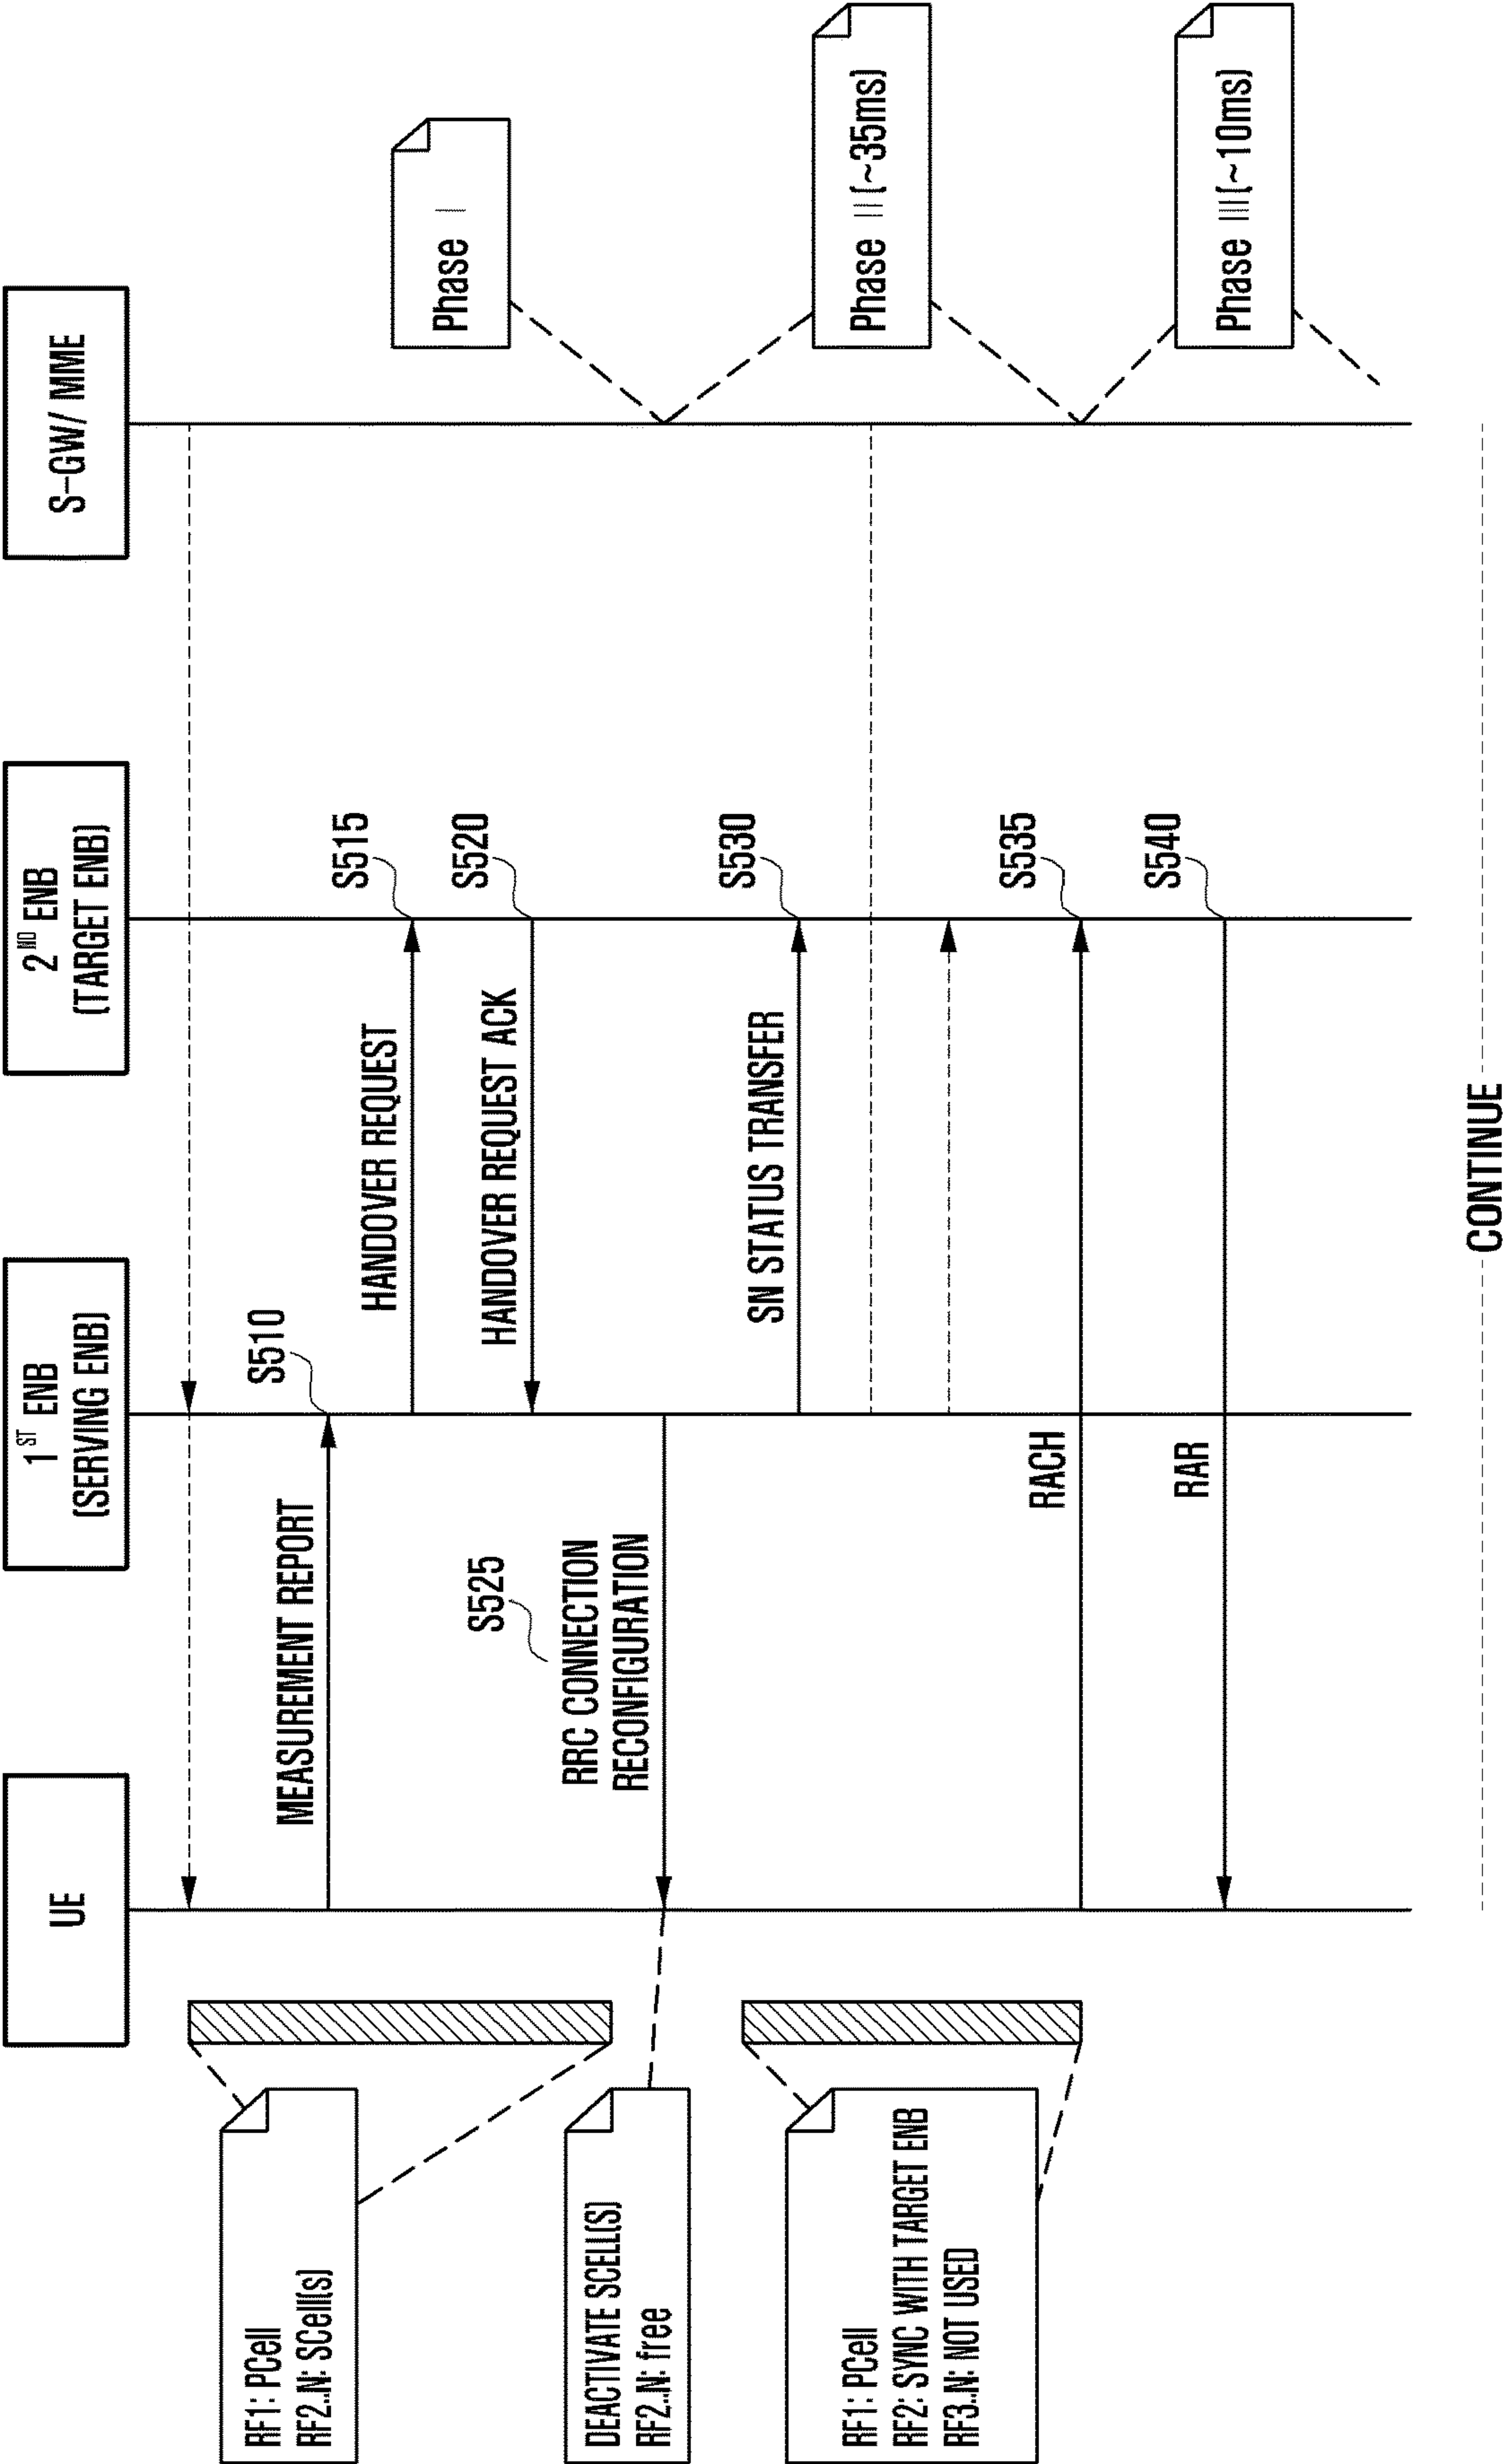 UE
1ST ENB
(SERVING ENB)
2ND ENB
(TARGET ENB)
S-GW/ MME
RF1: PCell
RF2..N: SCell(s)
MEASUREMENT REPORT
S510
HANDOVER REQUEST
S515
Phase I
HANDOVER REQUEST ACK
S520
S525
RRC CONNECTION
RECONFIGURATION
DEACTIVATE SCELL(S)
RF2..N: free
SN STATUS TRANSFER
S530
Phase II(~35ms)
RF1: PCell
RF2: SYNC WITH TARGET ENB
RF3..N: NOT USED
RACH
S535
RAR
S540
Phase III(~10ms)
CONTINUE